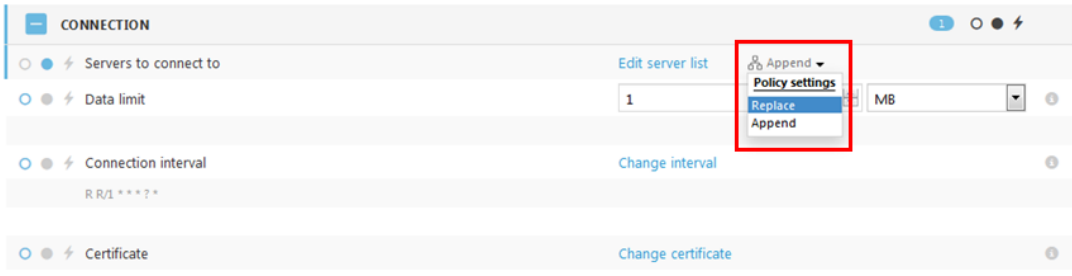 CONNECTION 1
Servers to connect to Edit server list Append
Policy settings
Data limit 1 MB
Replace
Append
Connection interval Change interval
R R/1 * * * ? *
Certificate Change certificate